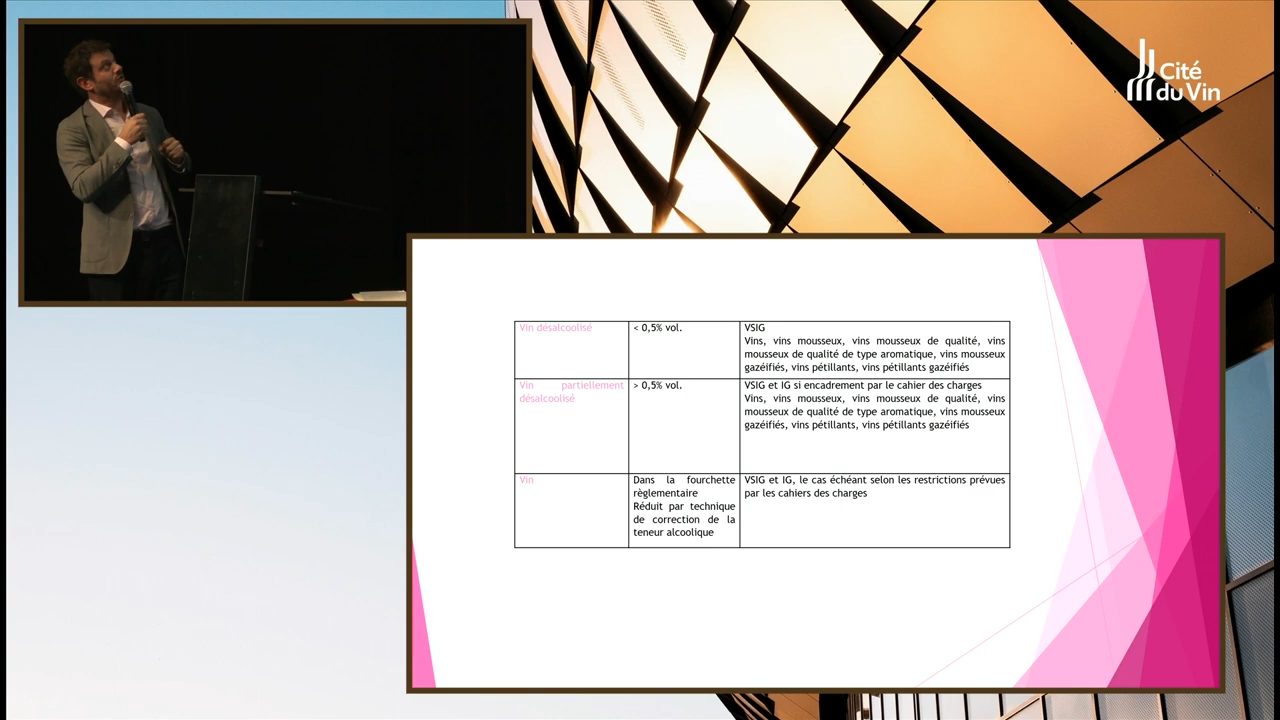 Cité
du Vin
Vin désalcoolisé
< 0,5% vol.
VSIG
Vins, vins mousseux, vins mousseux de qualité, vins
mousseux de qualité de type aromatique, vins mousseux
gazéifiés, vins pétillants, vins pétillants gazéifiés
Vin partiellement
désalcoolisé
> 0,5% vol.
VSIG et IG si encadrement par le cahier des charges
Vins, vins mousseux, vins mousseux de qualité, vins
mousseux de qualité de type aromatique, vins mousseux
gazéifiés, vins pétillants, vins pétillants gazéifiés
Vin
Dans la fourchette
règlementaire
Réduit par technique
de correction de la
teneur alcoolique
VSIG et IG, le cas échéant selon les restrictions prévues
par les cahiers des charges